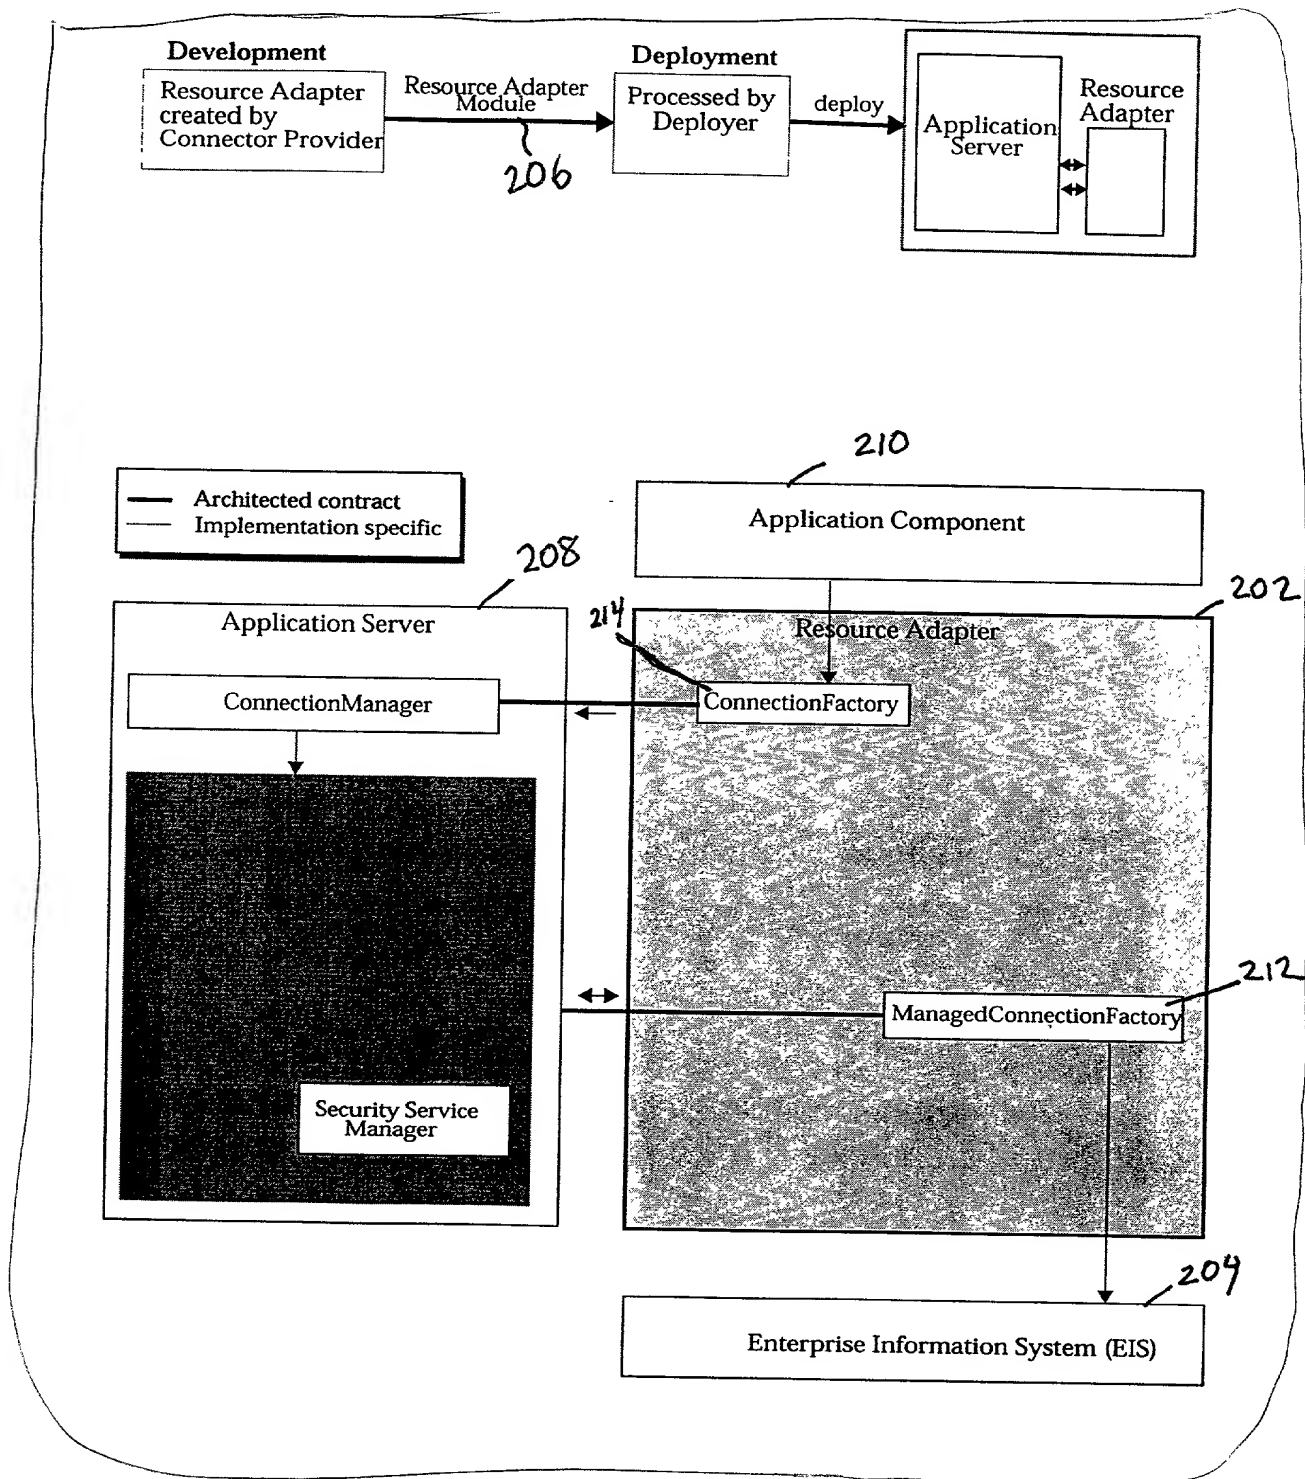 Development
Resource Adapter
created by
Connector Provider
Resource Adapter
Module
206
Deployment
Processed by
Deployer
deploy
Application
Server
Resource
Adapter
210
Architected contract
Implementation specific
Application Component
208
202
Application Server
214
Resource Adapter
ConnectionManager
ConnectionFactory
212
ManagedConnectionFactory
Security Service
Manager
204
Enterprise Information System (EIS)